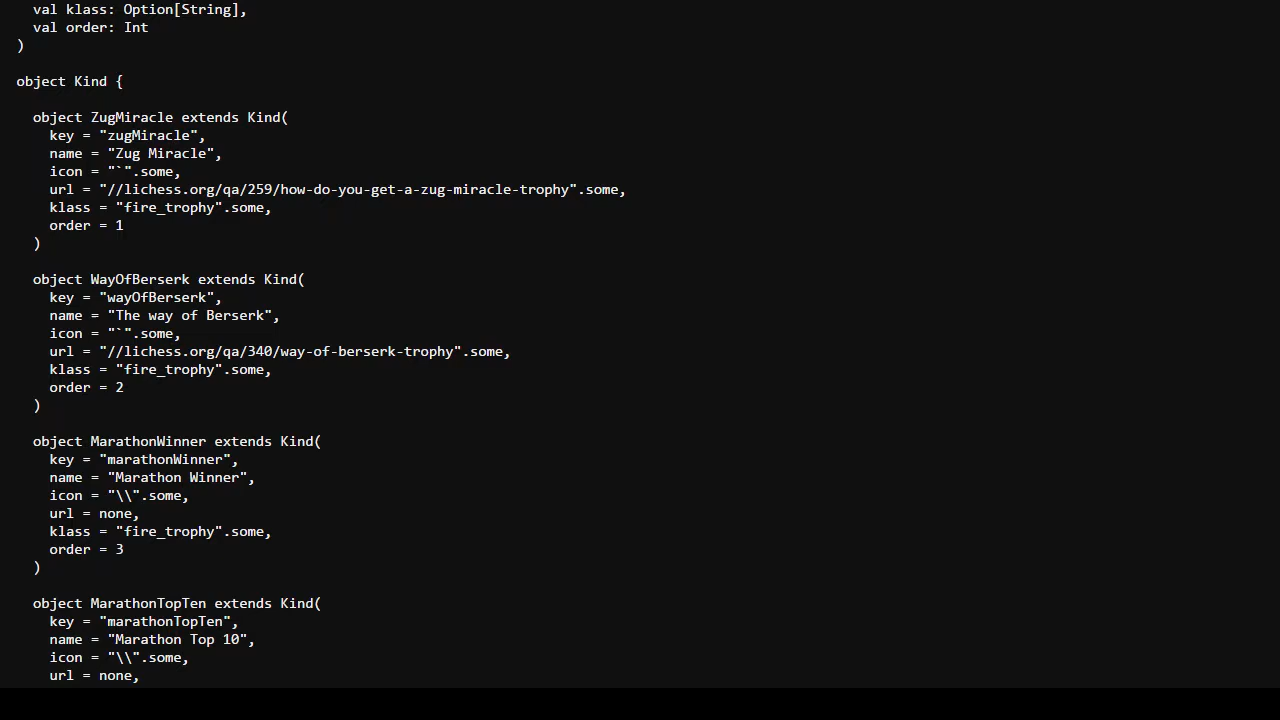 val klass: Option[String],
  val order: Int
)

object Kind {

  object ZugMiracle extends Kind(
    key = "zugMiracle",
    name = "Zug Miracle",
    icon = "`".some,
    url = "//lichess.org/qa/259/how-do-you-get-a-zug-miracle-trophy".some,
    klass = "fire_trophy".some,
    order = 1
  )

  object WayOfBerserk extends Kind(
    key = "wayOfBerserk",
    name = "The way of Berserk",
    icon = "`".some,
    url = "//lichess.org/qa/340/way-of-berserk-trophy".some,
    klass = "fire_trophy".some,
    order = 2
  )

  object MarathonWinner extends Kind(
    key = "marathonWinner",
    name = "Marathon Winner",
    icon = "\\".some,
    url = none,
    klass = "fire_trophy".some,
    order = 3
  )

  object MarathonTopTen extends Kind(
    key = "marathonTopTen",
    name = "Marathon Top 10",
    icon = "\\".some,
    url = none,